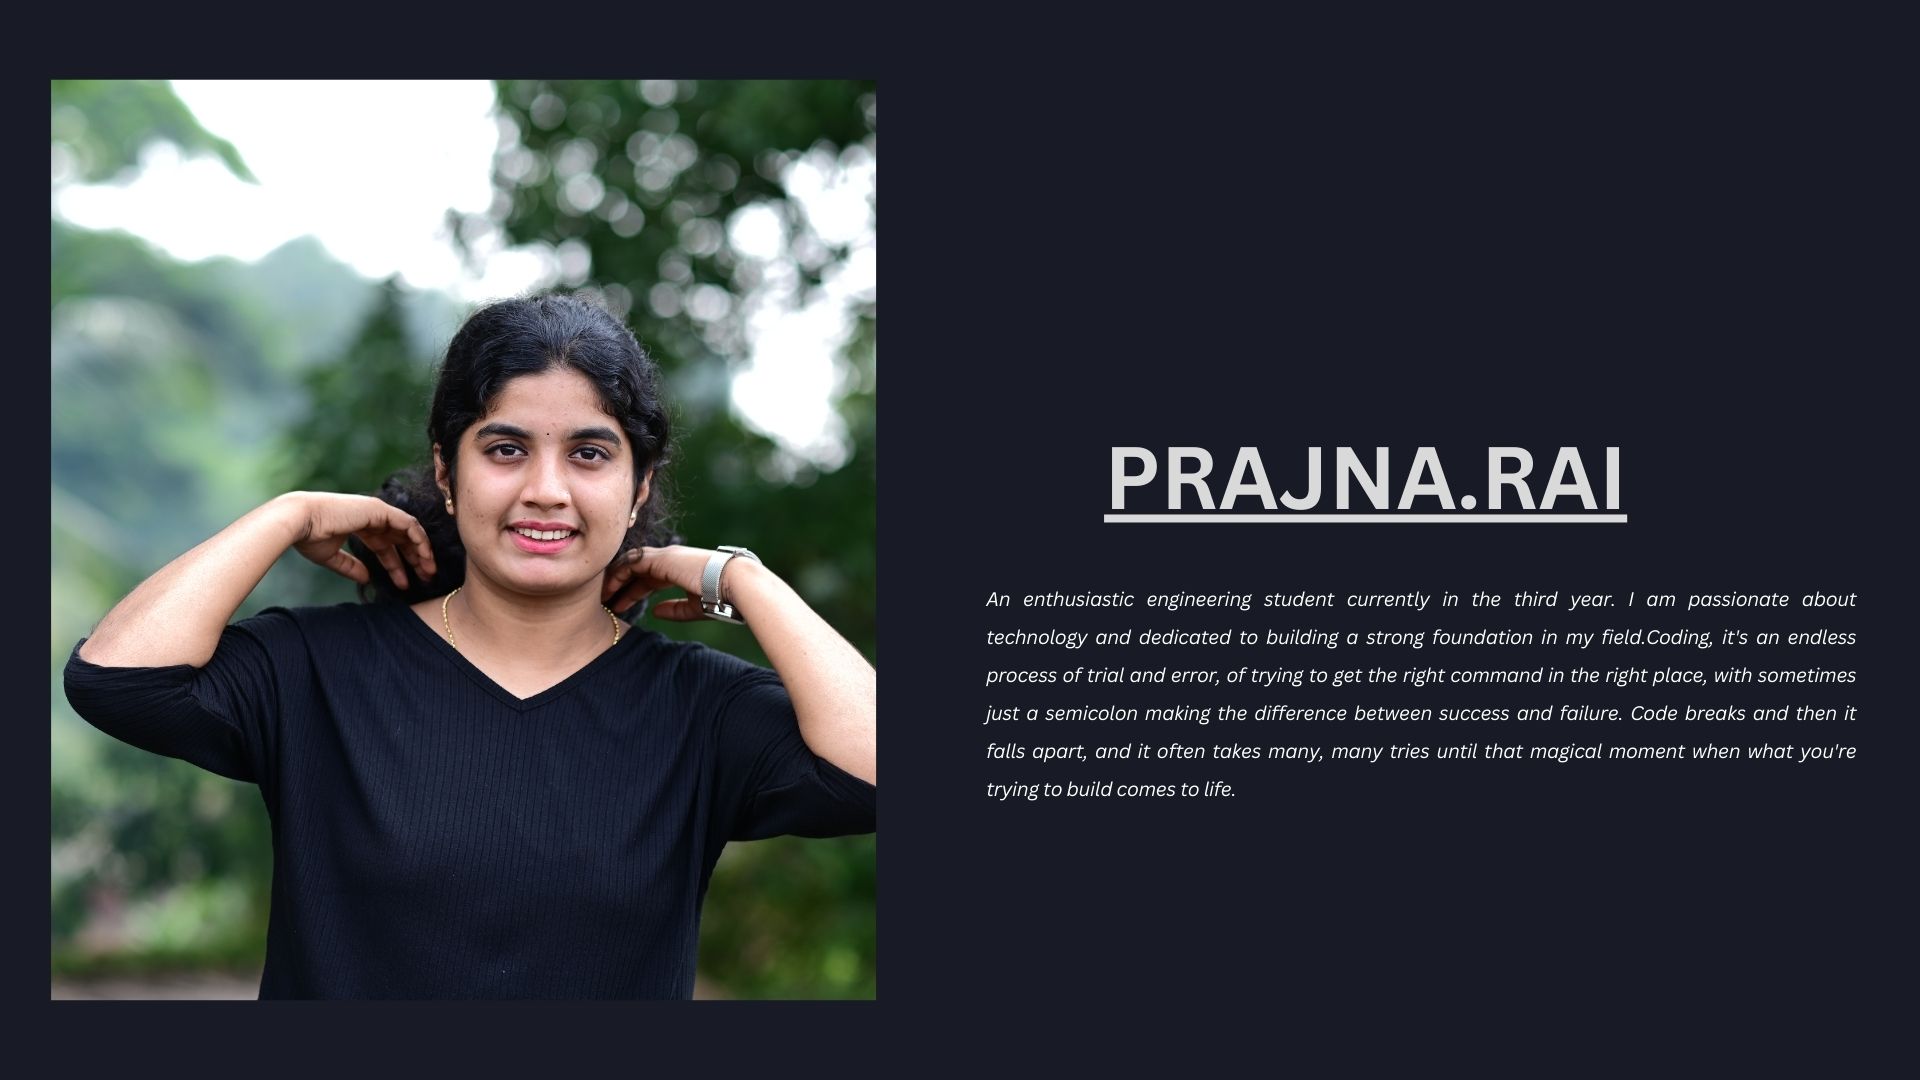 PRAJNA.RAI
An enthusiastic engineering student currently in the third year. I am passionate about
technology and dedicated to building a strong foundation in my field.Coding, it's an endless
process of trial and error, of trying to get the right command in the right place, with sometimes
just a semicolon making the difference between success and failure. Code breaks and then it
falls apart, and it often takes many, many tries until that magical moment when what you're
trying to build comes to life.